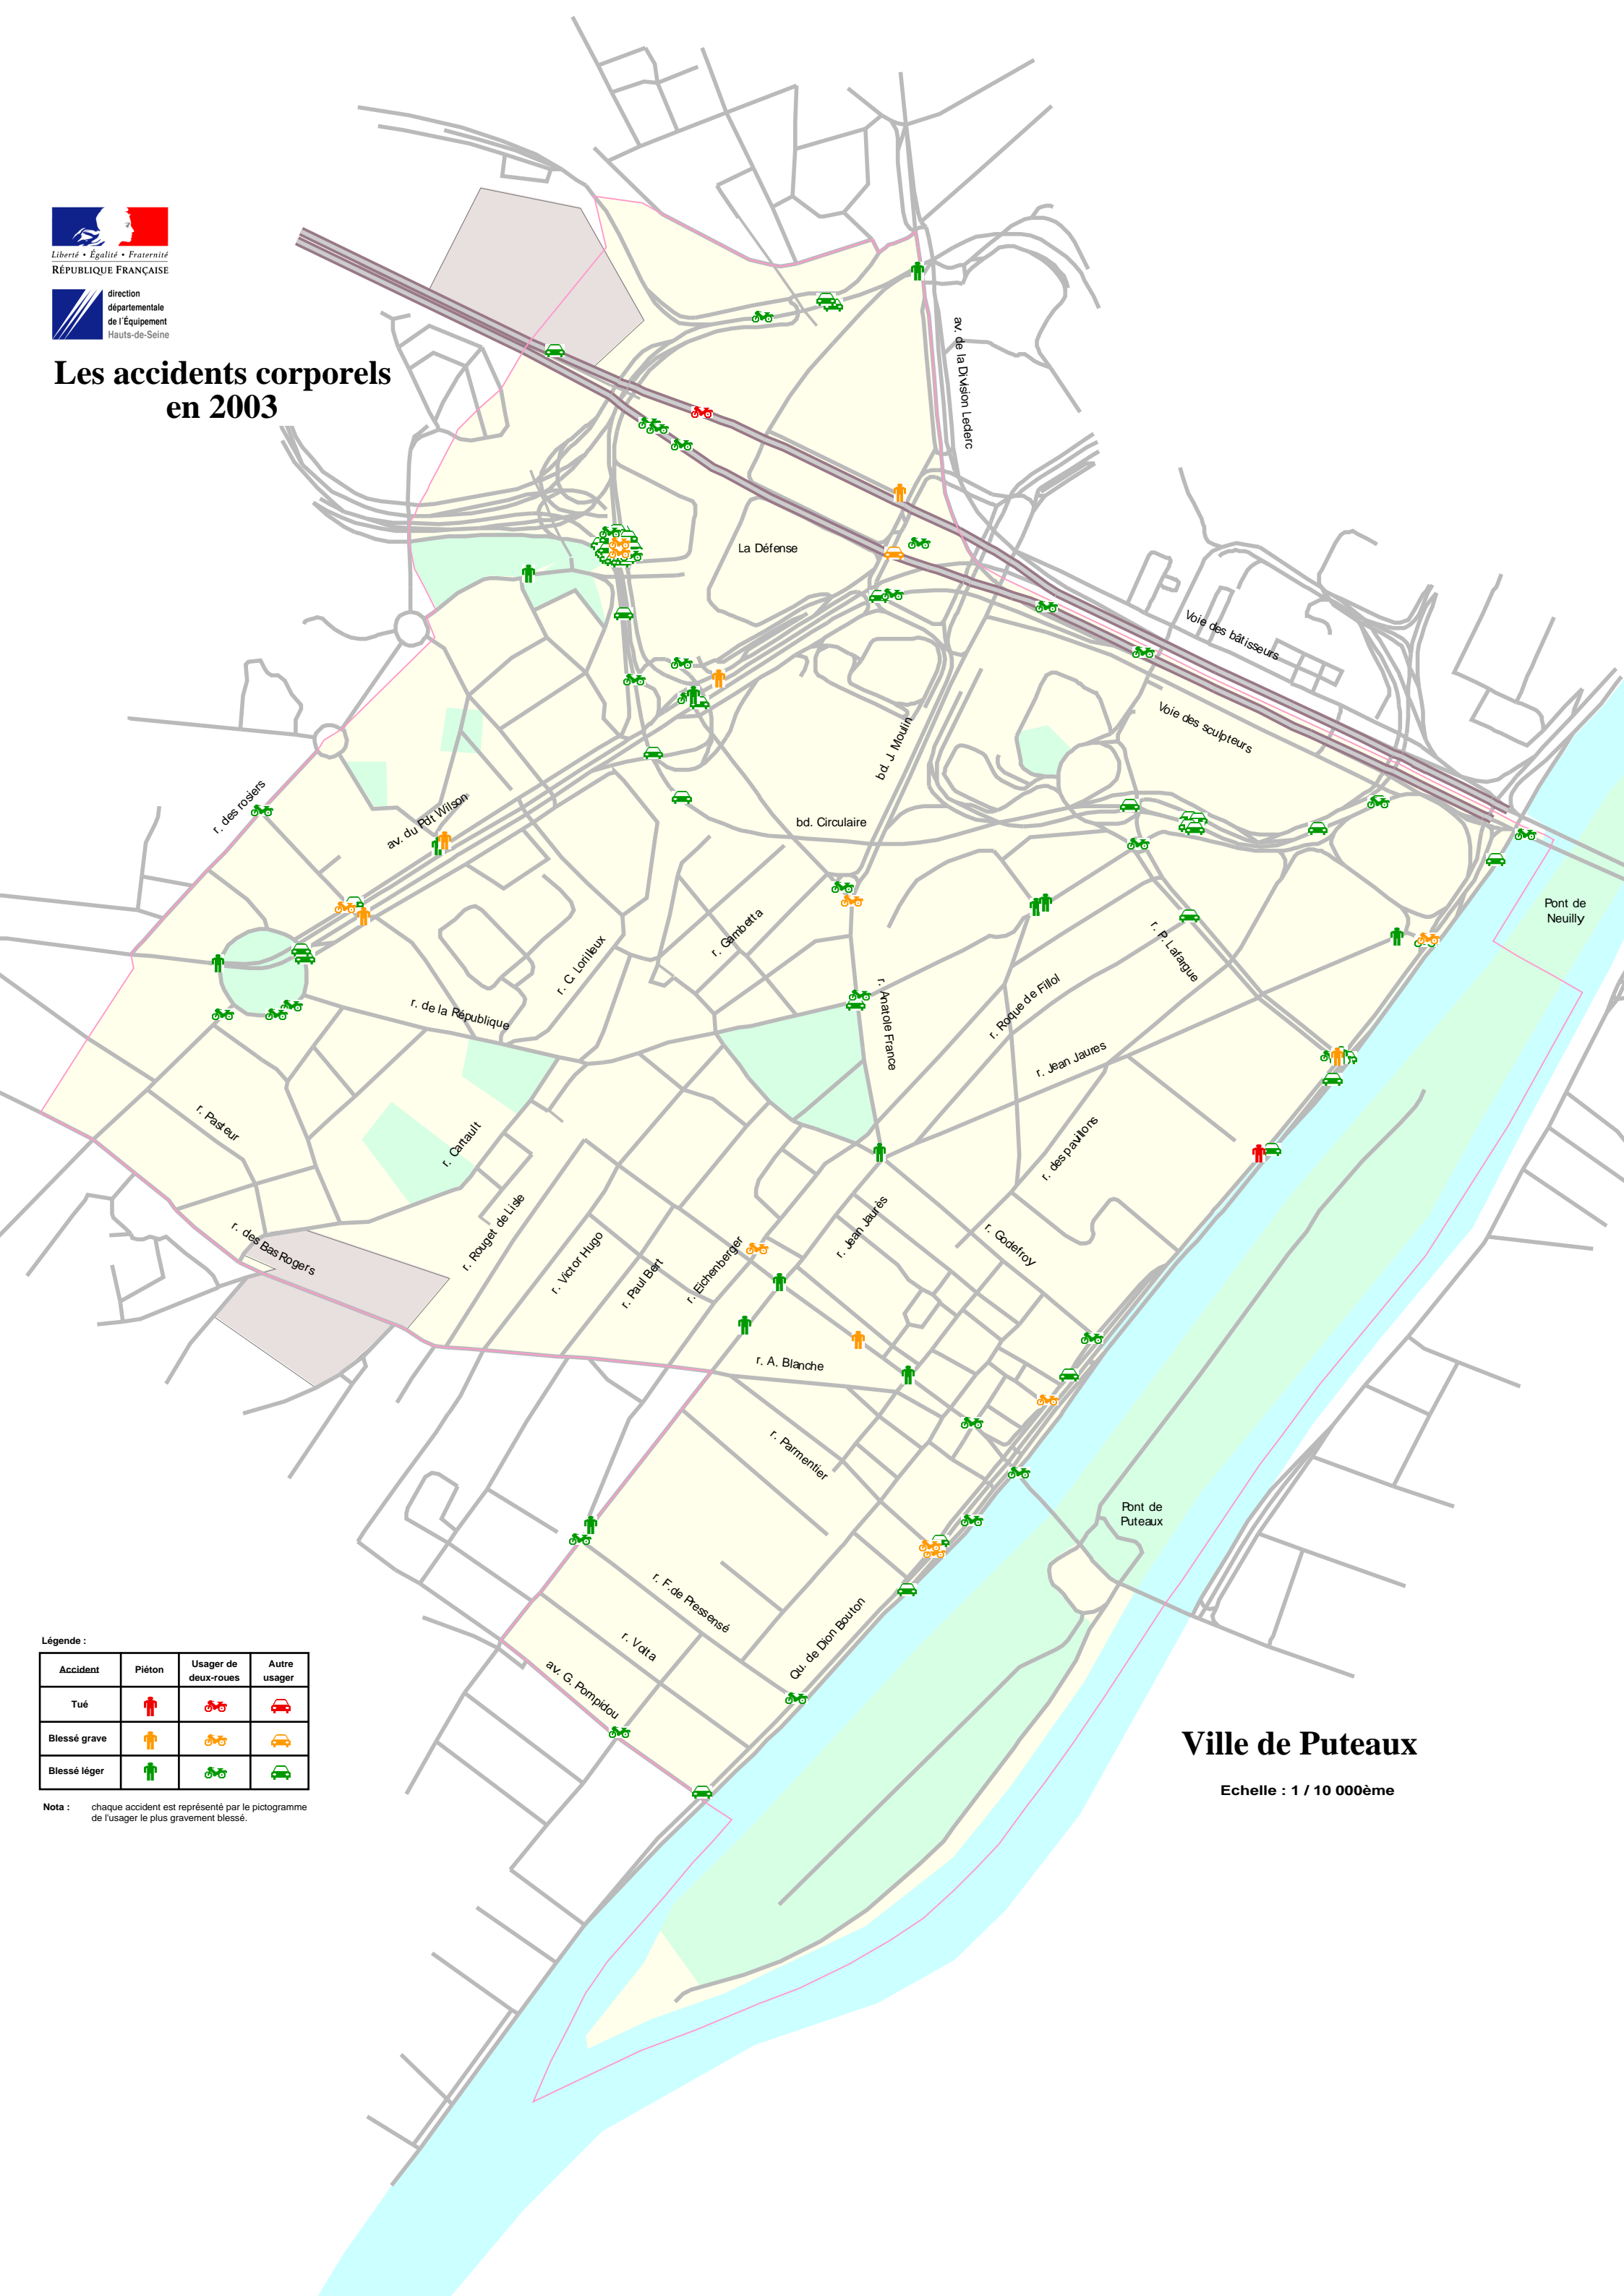 Liberté • Égalité • Fraternité
RÉPUBLIQUE FRANÇAISE
direction
départementale
de l'Équipement
Hauts-de-Seine
Les accidents corporels
en 2003
av. de la Division Leclerc
La Défense
Voie des bâtisseurs
Voie des sculpteurs
bd. J. Moulin
r. des rosiers
av. du Pdt Wilson
bd. Circulaire
Pont de
Neuilly
r. Gambetta
r. P. Lafargue
r. C. Lorilleux
r. de la République
r. Anatole France
r. Roque de Fillol
r. Jean Jaures
r. Pasteur
r. Cartault
r. des pavillons
r. des Bas Rogers
r. Rouget de Lisle
r. Victor Hugo
r. Paul Bert
r. Eichenberger
r. Jean Jaurès
r. Godefroy
r. A. Blanche
r. Parmentier
Pont de
Puteaux
r. F.de Pressensé
r. Volta
Qu. de Dion Bouton
av. G. Pompidou
Légende :
Accident
Piéton
Usager de
deux-roues
Autre
usager
Tué
Blessé grave
Blessé léger
Nota : chaque accident est représenté par le pictogramme
de l'usager le plus gravement blessé.
Ville de Puteaux
Echelle : 1 / 10 000ème